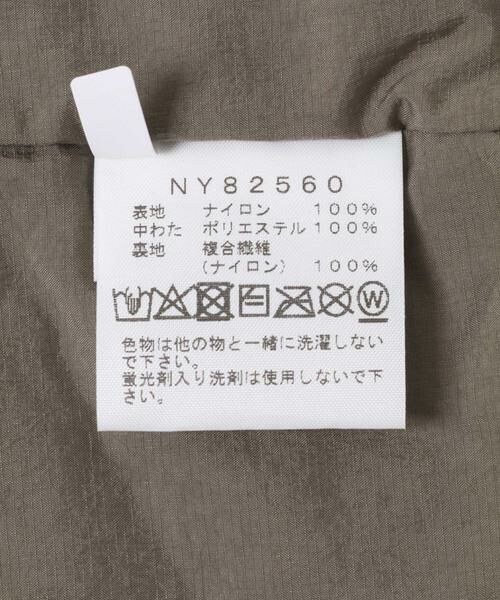 NY82560
表地 ナイロン 100%
中わた ポリエステル 100%
裏地 複合繊維
(ナイロン) 100%
W
色物は他の物と一緒に洗濯しない
で下さい。
蛍光剤入り洗剤は使用しないで下
さい。